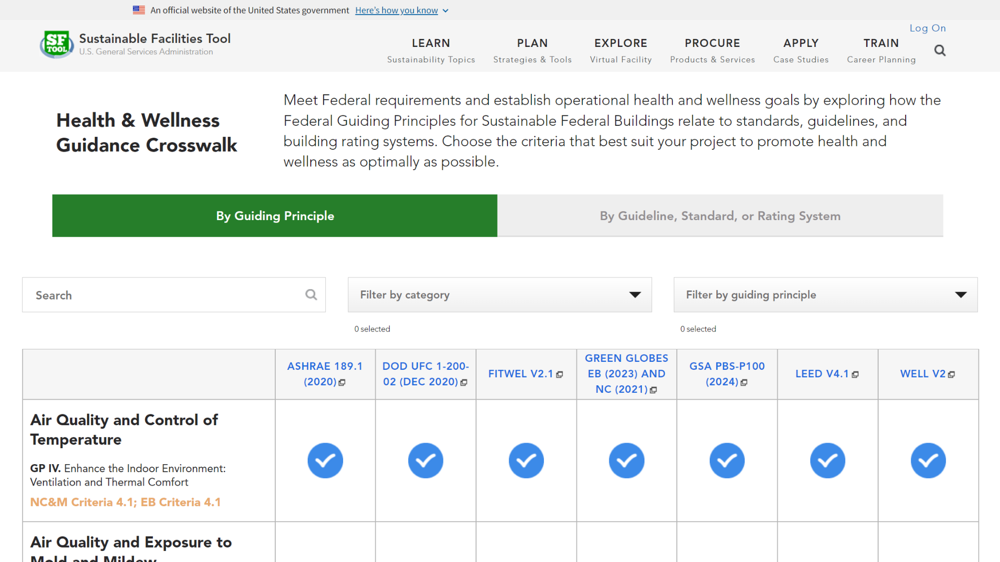 An official website of the United States government Here's how you know
Log On
SF TOOL
Sustainable Facilities Tool
U.S. General Services Administration
LEARN
Sustainability Topics
PLAN
Strategies & Tools
EXPLORE
Virtual Facility
PROCURE
Products & Services
APPLY
Case Studies
TRAIN
Career Planning
Health & Wellness
Guidance Crosswalk
Meet Federal requirements and establish operational health and wellness goals by exploring how the
Federal Guiding Principles for Sustainable Federal Buildings relate to standards, guidelines, and
building rating systems. Choose the criteria that best suit your project to promote health and
wellness as optimally as possible.
By Guiding Principle
By Guideline, Standard, or Rating System
Search
Filter by category
0 selected
Filter by guiding principle
0 selected
ASHRAE 189.1
(2020)
DOD UFC 1-200-
02 (DEC 2020)
FITWEL V2.1
GREEN GLOBES
EB (2023) AND
NC (2021)
GSA PBS-P100
(2024)
LEED V4.1
WELL V2
Air Quality and Control of
Temperature
GP IV. Enhance the Indoor Environment:
Ventilation and Thermal Comfort
NC&M Criteria 4.1; EB Criteria 4.1
Air Quality and Exposure to
Mold and Mildew